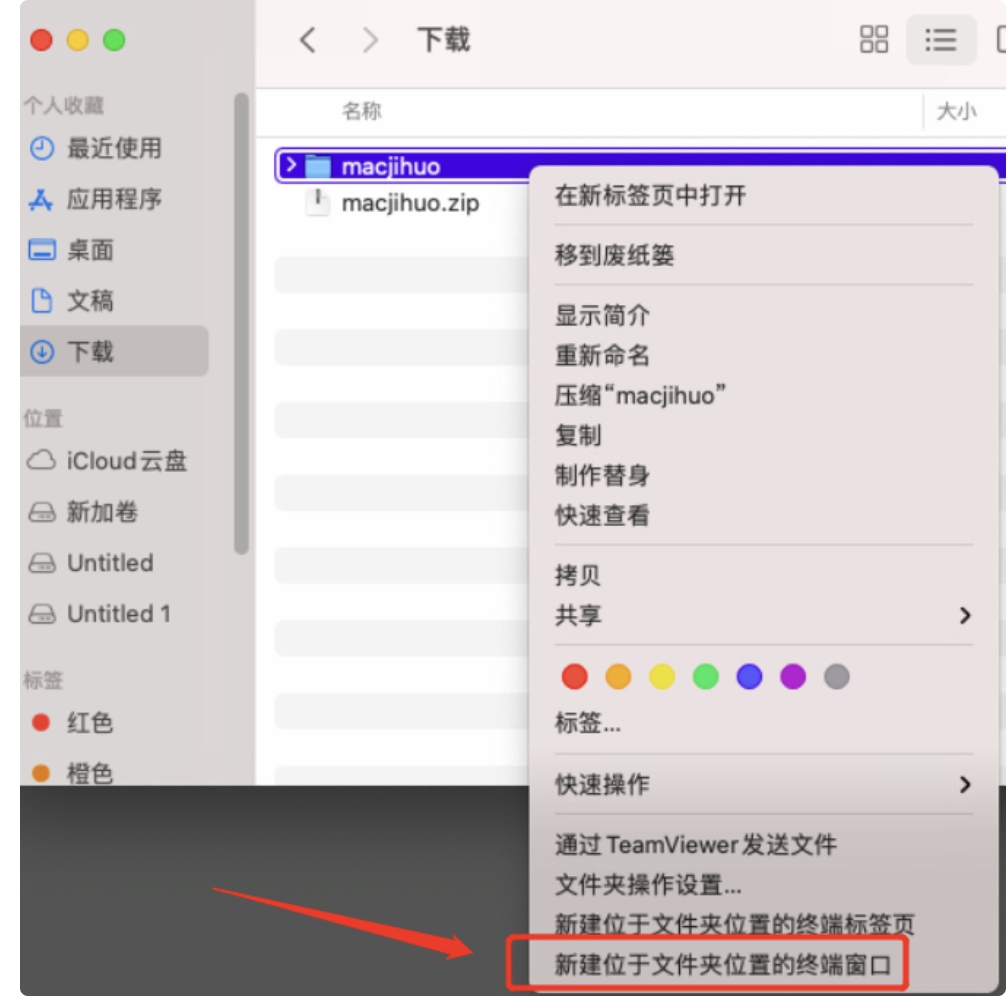 下载
个人收藏
最近使用
应用程序
桌面
文稿
下载
位置
iCloud云盘
新加卷
Untitled
Untitled 1
标签
红色
橙色
名称
大小
macjihuo
macjihuo.zip
在新标签页中打开
移到废纸篓
显示简介
重新命名
压缩“macjihuo”
复制
制作替身
快速查看
拷贝
共享
标签...
快速操作
通过 TeamViewer 发送文件
文件夹操作设置...
新建位于文件夹位置的终端标签页
新建位于文件夹位置的终端窗口